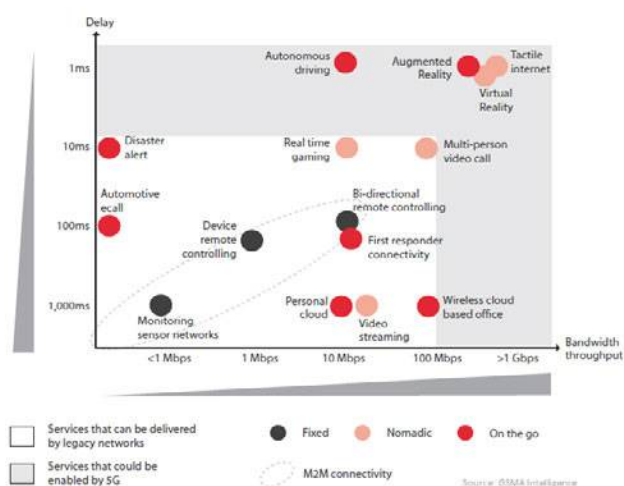 Delay
1ms
Autonomous
driving
Augmented
Reality
Tactile
internet
Virtual
Reality
10ms
Disaster
alert
Real time
gaming
Multi-person
video call
Automotive
ecall
100ms
Device
remote
controlling
Bi-directional
remote controlling
First responder
connectivity
1,000ms
Monitoring
sensor networks
Personal
cloud
Video
streaming
Wireless cloud
based office
Bandwidth
throughput
<1 Mbps
1 Mbps
10 Mbps
100 Mbps
>1 Gbps
Services that can be delivered
by legacy networks
Fixed
Nomadic
On the go
Services that could be
enabled by 5G
M2M connectivity
Source: GSMA Intelligence